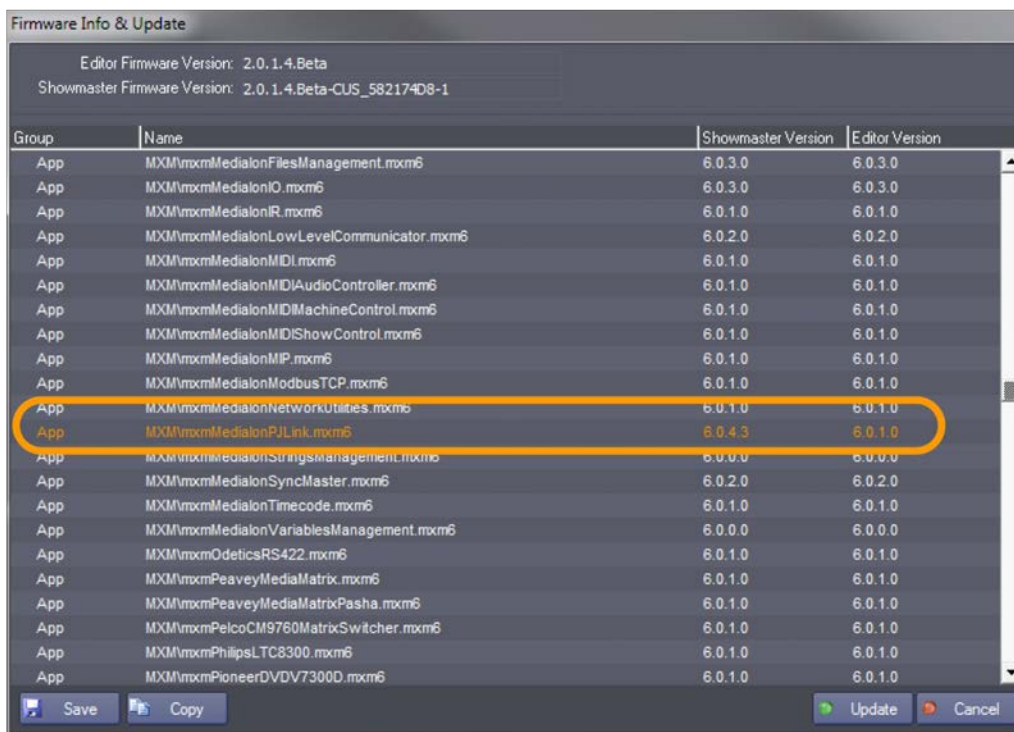 Firmware Info & Update
Editor Firmware Version: 2.0.1.4.Beta
Showmaster Firmware Version: 2.0.1.4.Beta-CUS_582174D8-1
Group Name Showmaster Version Editor Version
App MXM\mxmMedialonFilesManagement.mxm6 6.0.3.0 6.0.3.0
App MXM\mxmMedialonIO.mxm6 6.0.3.0 6.0.3.0
App MXM\mxmMedialonIR.mxm6 6.0.1.0 6.0.1.0
App MXM\mxmMedialonLowLevelCommunicator.mxm6 6.0.2.0 6.0.2.0
App MXM\mxmMedialonMIDI.mxm6 6.0.1.0 6.0.1.0
App MXM\mxmMedialonMIDIAudioController.mxm6 6.0.1.0 6.0.1.0
App MXM\mxmMedialonMIDIMachineControl.mxm6 6.0.1.0 6.0.1.0
App MXM\mxmMedialonMIDIShowControl.mxm6 6.0.1.0 6.0.1.0
App MXM\mxmMedialonMIP.mxm6 6.0.1.0 6.0.1.0
App MXM\mxmMedialonModbusTCP.mxm6 6.0.1.0 6.0.1.0
App MXM\mxmMedialonNetworkUtilities.mxm6 6.0.1.0 6.0.1.0
App MXM\mxmMedialonPJLink.mxm6 6.0.4.3 6.0.1.0
App MXM\mxmMedialonStringsManagement.mxm6 6.0.0.0 6.0.0.0
App MXM\mxmMedialonSyncMaster.mxm6 6.0.2.0 6.0.2.0
App MXM\mxmMedialonTimecode.mxm6 6.0.1.0 6.0.1.0
App MXM\mxmMedialonVariablesManagement.mxm6 6.0.0.0 6.0.0.0
App MXM\mxmOdeticsRS422.mxm6 6.0.1.0 6.0.1.0
App MXM\mxmPeaveyMediaMatrix.mxm6 6.0.1.0 6.0.1.0
App MXM\mxmPeaveyMediaMatrixPasha.mxm6 6.0.1.0 6.0.1.0
App MXM\mxmPelcoCM9760MatrixSwitcher.mxm6 6.0.1.0 6.0.1.0
App MXM\mxmPhilipsLTC8300.mxm6 6.0.1.0 6.0.1.0
App MXM\mxmPioneerDVDV7300D.mxm6 6.0.1.0 6.0.1.0
Save Copy Update Cancel